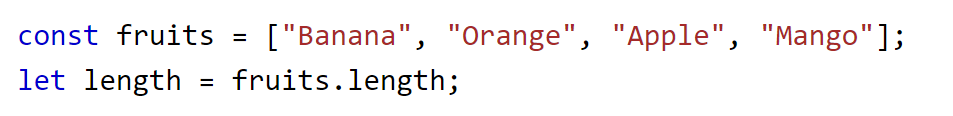 const fruits = ["Banana", "Orange", "Apple", "Mango"];
let length = fruits.length;